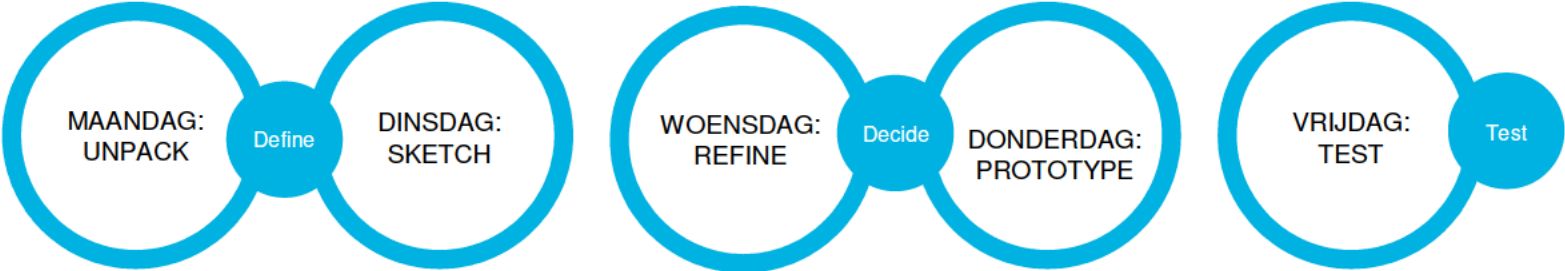 MAANDAG:
UNPACK
Define
DINSDAG:
SKETCH
WOENSDAG:
REFINE
Decide
DONDERDAG:
PROTOTYPE
VRIJDAG:
TEST
Test